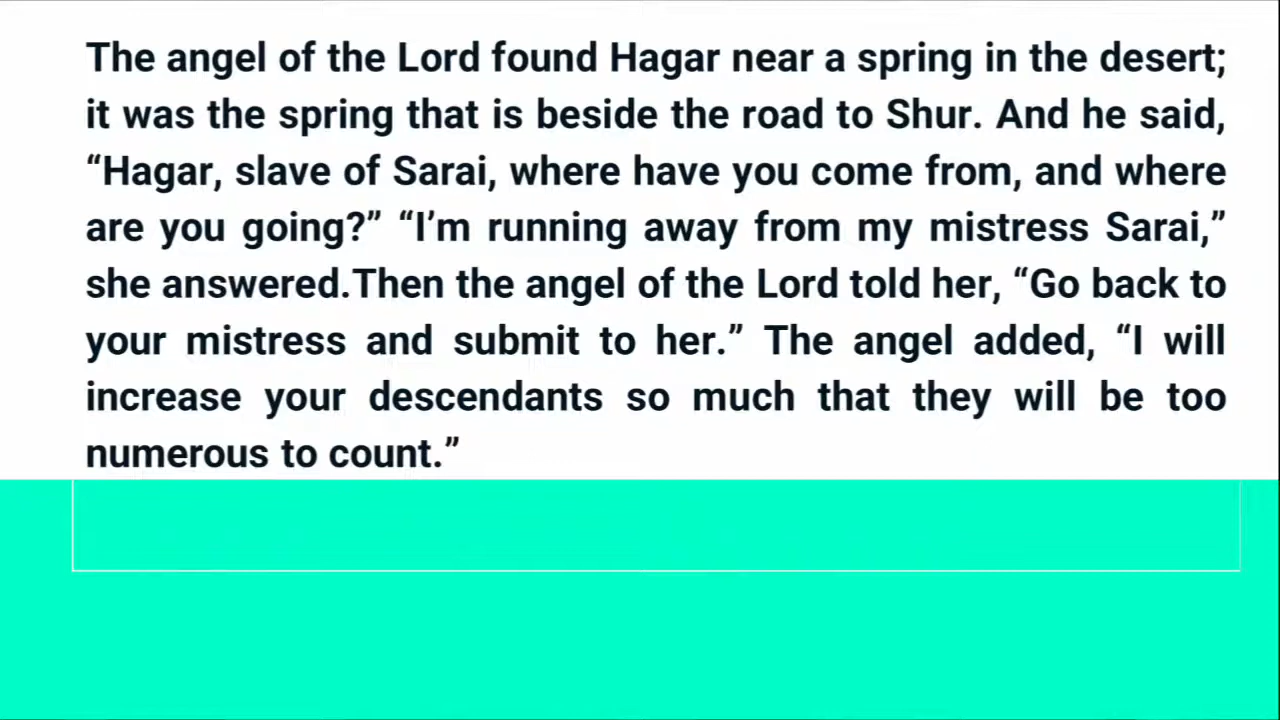 The angel of the Lord found Hagar near a spring in the desert;
it was the spring that is beside the road to Shur. And he said,
“Hagar, slave of Sarai, where have you come from, and where
are you going?” “I’m running away from my mistress Sarai,”
she answered.Then the angel of the Lord told her, “Go back to
your mistress and submit to her.” The angel added, “I will
increase your descendants so much that they will be too
numerous to count.”